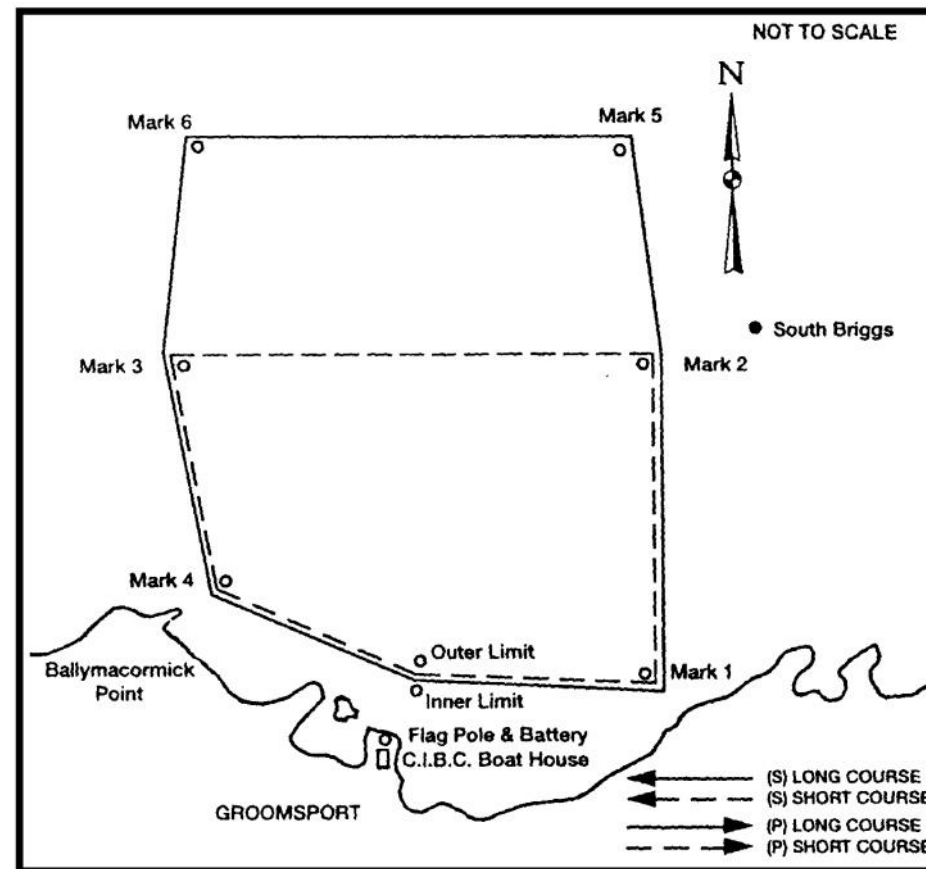 NOT TO SCALE
N
Mark 6
Mark 5
South Briggs
Mark 3
Mark 2
Mark 4
Outer Limit
Mark 1
Ballymacormick
Point
Inner Limit
Flag Pole & Battery
C.I.B.C. Boat House
GROOMSPORT
(S) LONG COURSE
(S) SHORT COURSE
(P) LONG COURSE
(P) SHORT COURSE